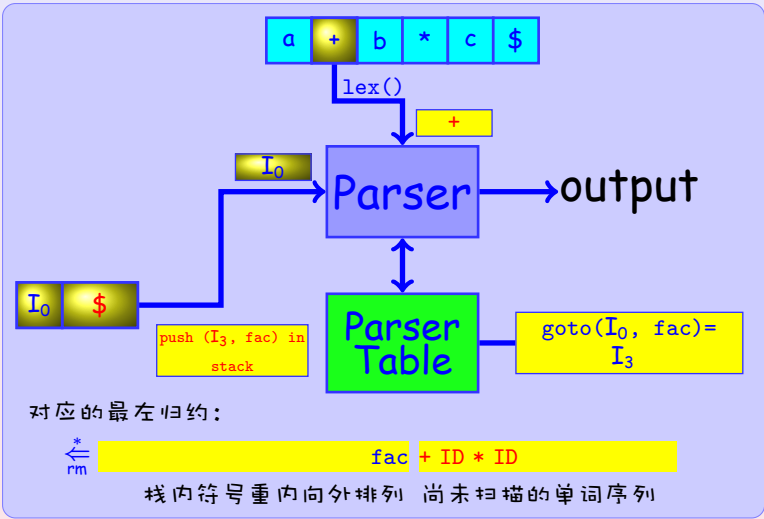 a + b * c $
lex()
+
I₀
Parser
output
I₀ $
push (I₃, fac) in
stack
Parser
Table
goto(I₀, fac)=
I₃
对应的最左归约:
* ⇐ rm fac + ID * ID
栈内符号重内向外排列 尚未扫描的单词序列